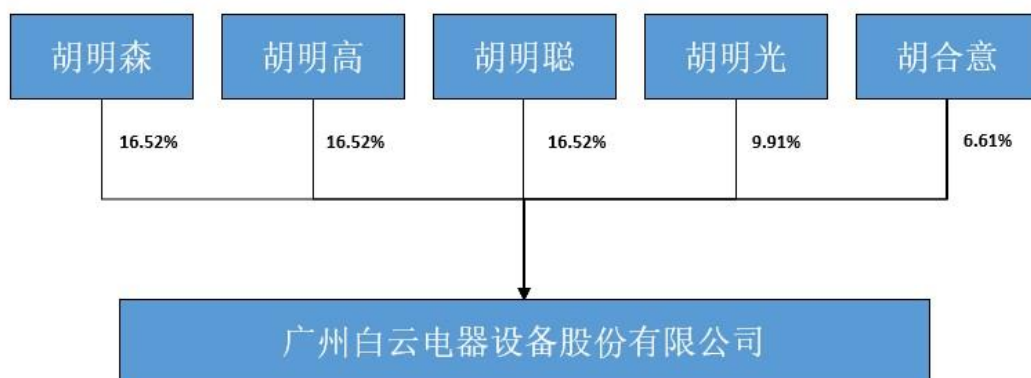 胡明森
胡明高
胡明聪
胡明光
胡合意
16.52%
16.52%
16.52%
9.91%
6.61%
广州白云电器设备股份有限公司